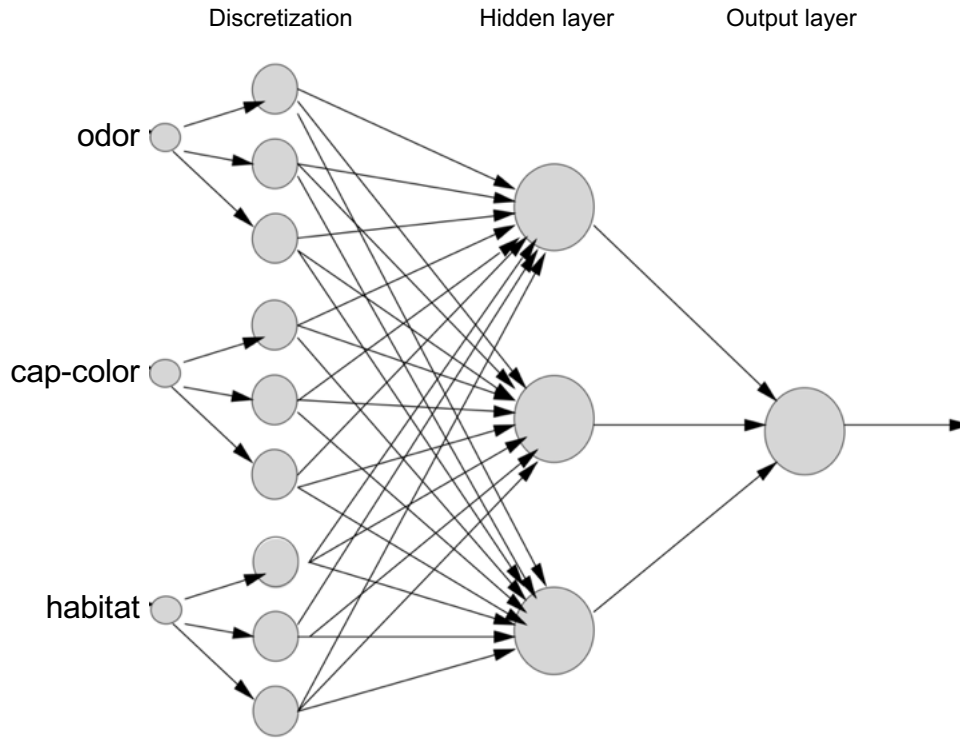 Discretization Hidden layer Output layer
odor
cap-color
habitat